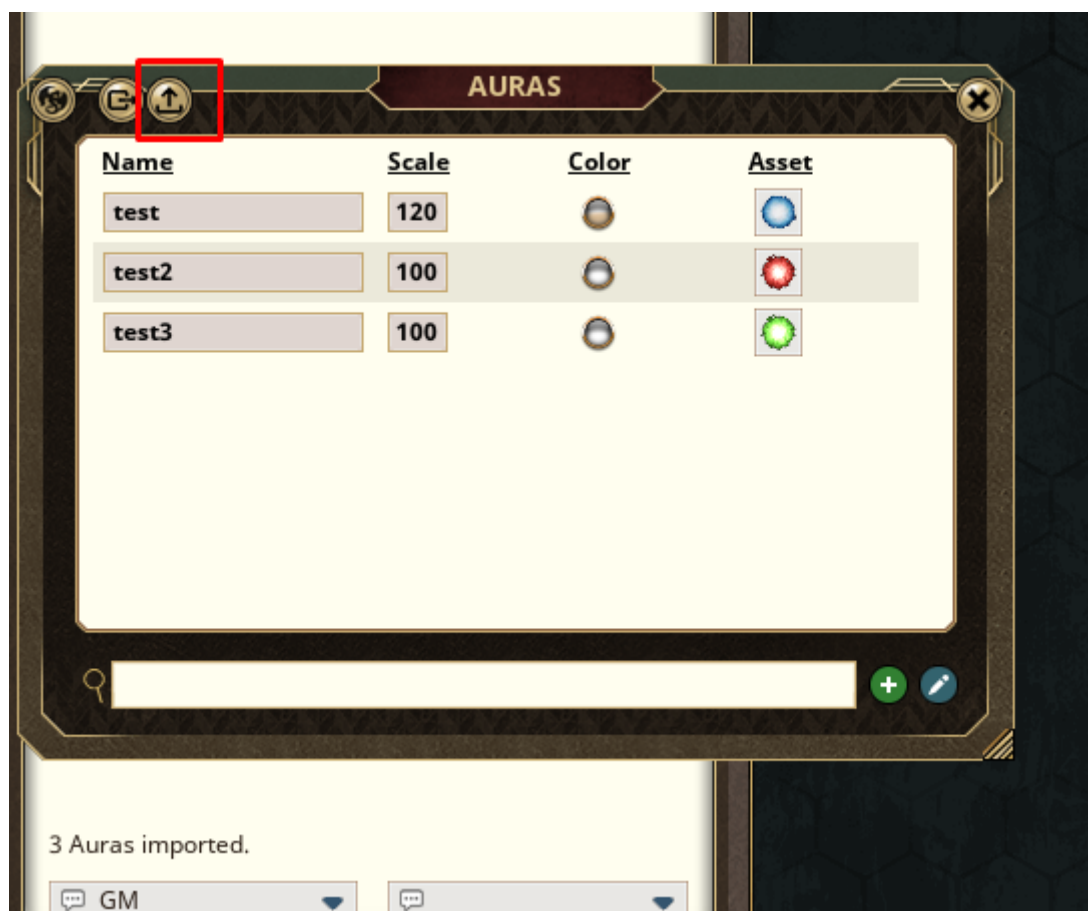 AURAS
Name Scale Color Asset
test 120
test2 100
test3 100
3 Auras imported.
GM